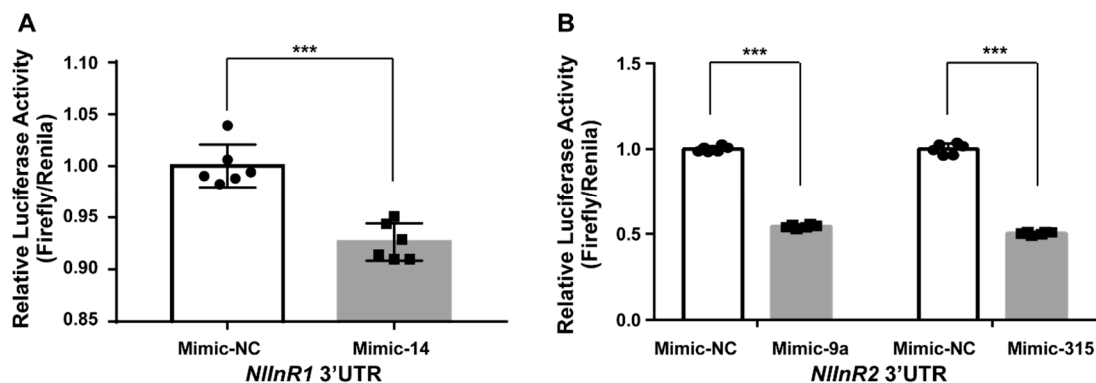 A
Relative Luciferase Activity
(Firefly/Renila)
1.10
1.05
1.00
0.95
0.90
0.85
***
Mimic-NC Mimic-14
NlInR1 3'UTR
B
Relative Luciferase Activity
(Firefly/Renila)
1.5
1.0
0.5
0.0
*** ***
Mimic-NC Mimic-9a Mimic-NC Mimic-315
NlInR2 3'UTR